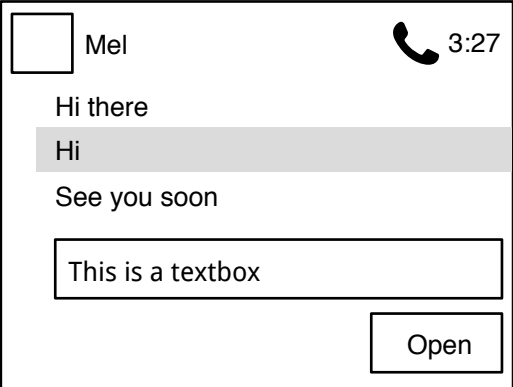 Mel 3:27
Hi there
Hi
See you soon
This is a textbox
Open